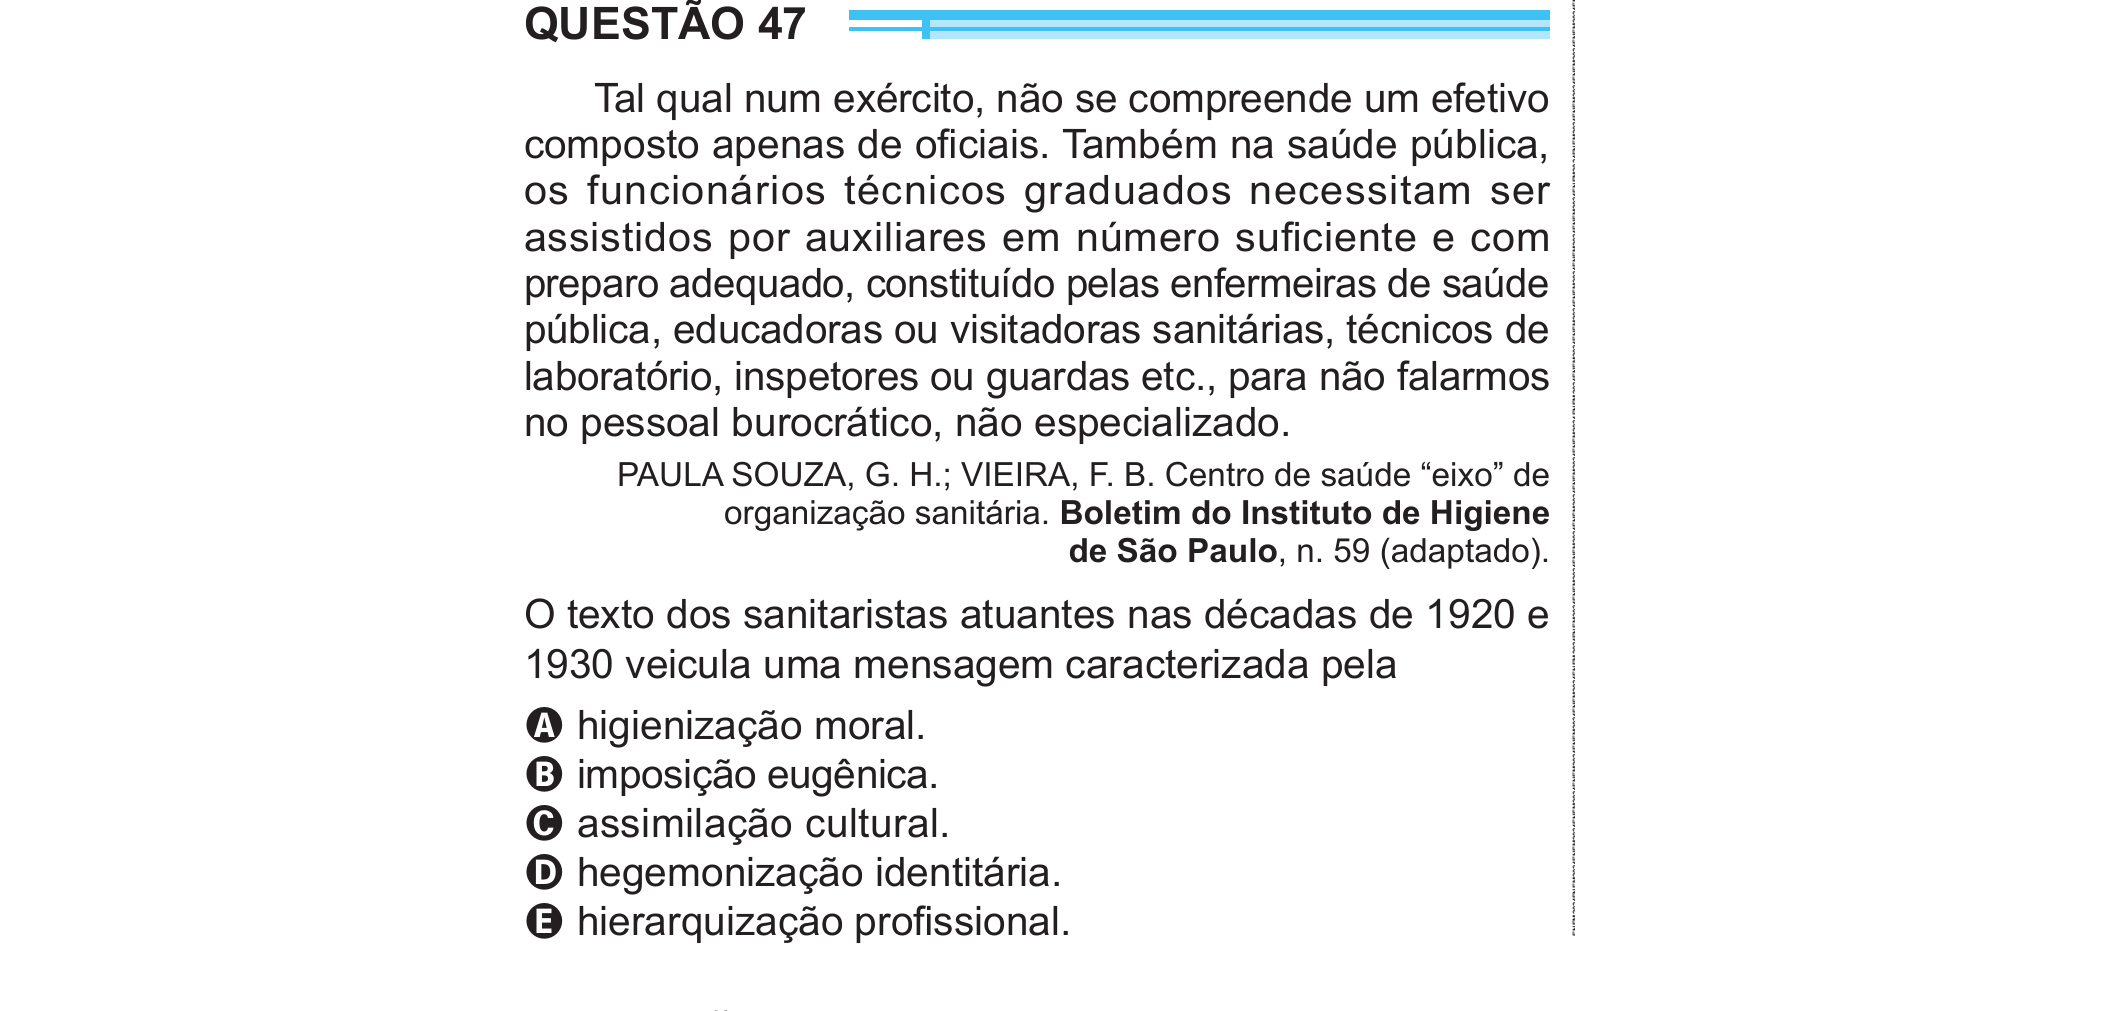 QUESTÃO 47
Tal qual num exército, não se compreende um efetivo
composto apenas de oficiais. Também na saúde pública,
os funcionários técnicos graduados necessitam ser
assistidos por auxiliares em número suficiente e com
preparo adequado, constituído pelas enfermeiras de saúde
pública, educadoras ou visitadoras sanitárias, técnicos de
laboratório, inspetores ou guardas etc., para não falarmos
no pessoal burocrático, não especializado.
PAULA SOUZA, G. H.; VIEIRA, F. B. Centro de saúde “eixo” de
organização sanitária. Boletim do Instituto de Higiene
de São Paulo, n. 59 (adaptado).
O texto dos sanitaristas atuantes nas décadas de 1920 e
1930 veicula uma mensagem caracterizada pela
A higienização moral.
B imposição eugênica.
C assimilação cultural.
D hegemonização identitária.
E hierarquização profissional.